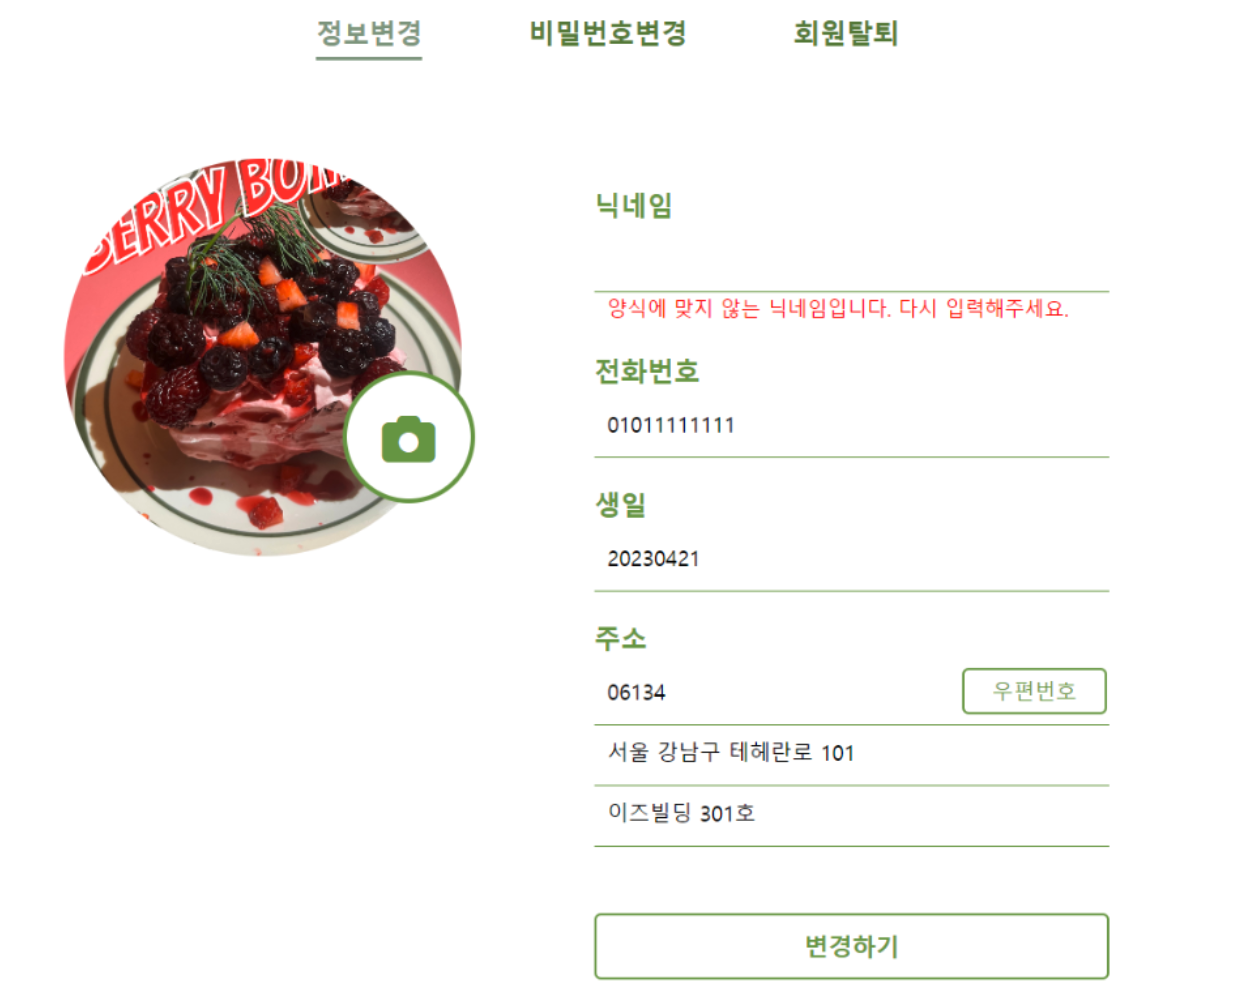 정보변경 비밀번호변경 회원탈퇴
BERRY
닉네임
양식에 맞지 않는 닉네임입니다. 다시 입력해주세요.
전화번호
01011111111
생일
20230421
주소
06134 우편번호
서울 강남구 테헤란로 101
이즈빌딩 301호
변경하기